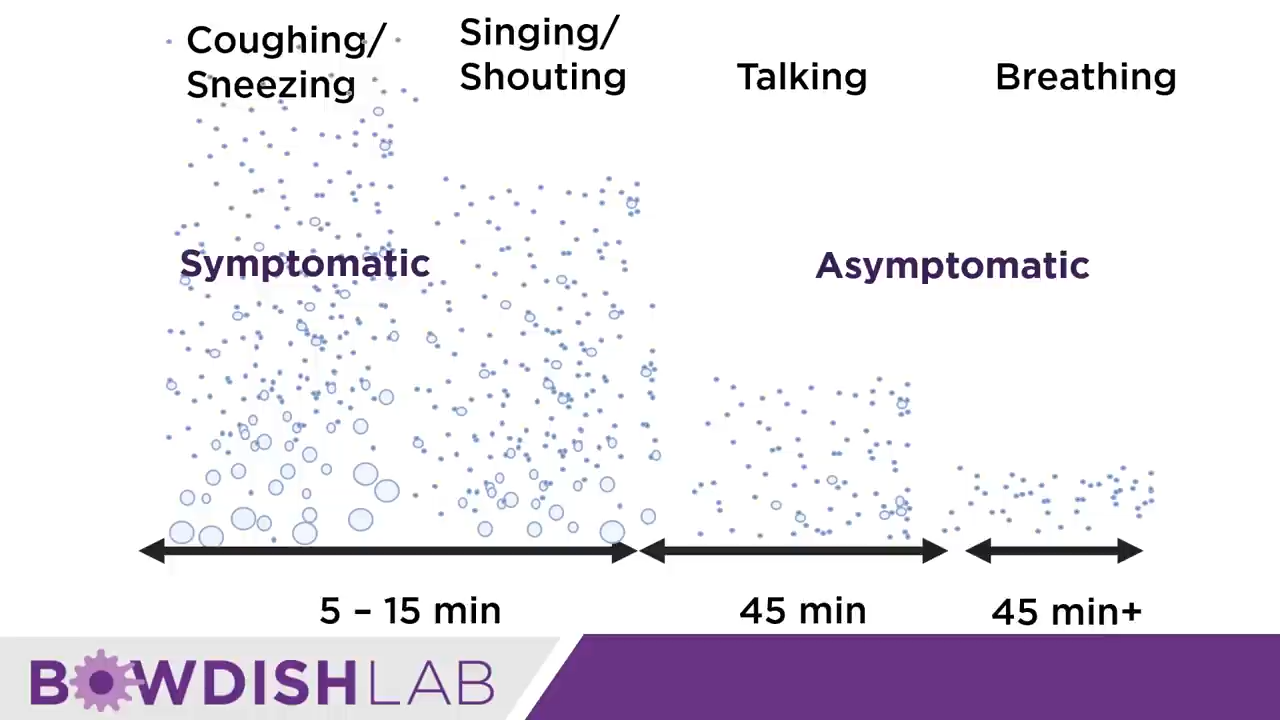 Coughing/
Sneezing
Singing/
Shouting
Talking
Breathing
Symptomatic
Asymptomatic
5 – 15 min
45 min
45 min+
BOWDISHLAB